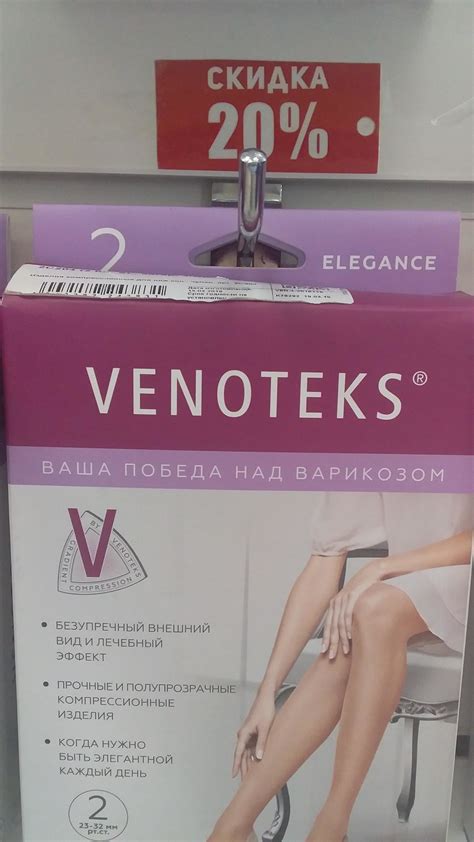 СКИДКА
20%
2
ELEGANCE
VENOTEKS®
ВАША ПОБЕДА НАД ВАРИКОЗОМ
V
BY VENOTEKS
GRADIENT
COMPRESSION
• БЕЗУПРЕЧНЫЙ ВНЕШНИЙ
ВИД И ЛЕЧЕБНЫЙ
ЭФФЕКТ
• ПРОЧНЫЕ И ПОЛУПРОЗРАЧНЫЕ
КОМПРЕССИОННЫЕ
ИЗДЕЛИЯ
• КОГДА НУЖНО
БЫТЬ ЭЛЕГАНТНОЙ
КАЖДЫЙ ДЕНЬ
2
23-32 мм
рт.ст.